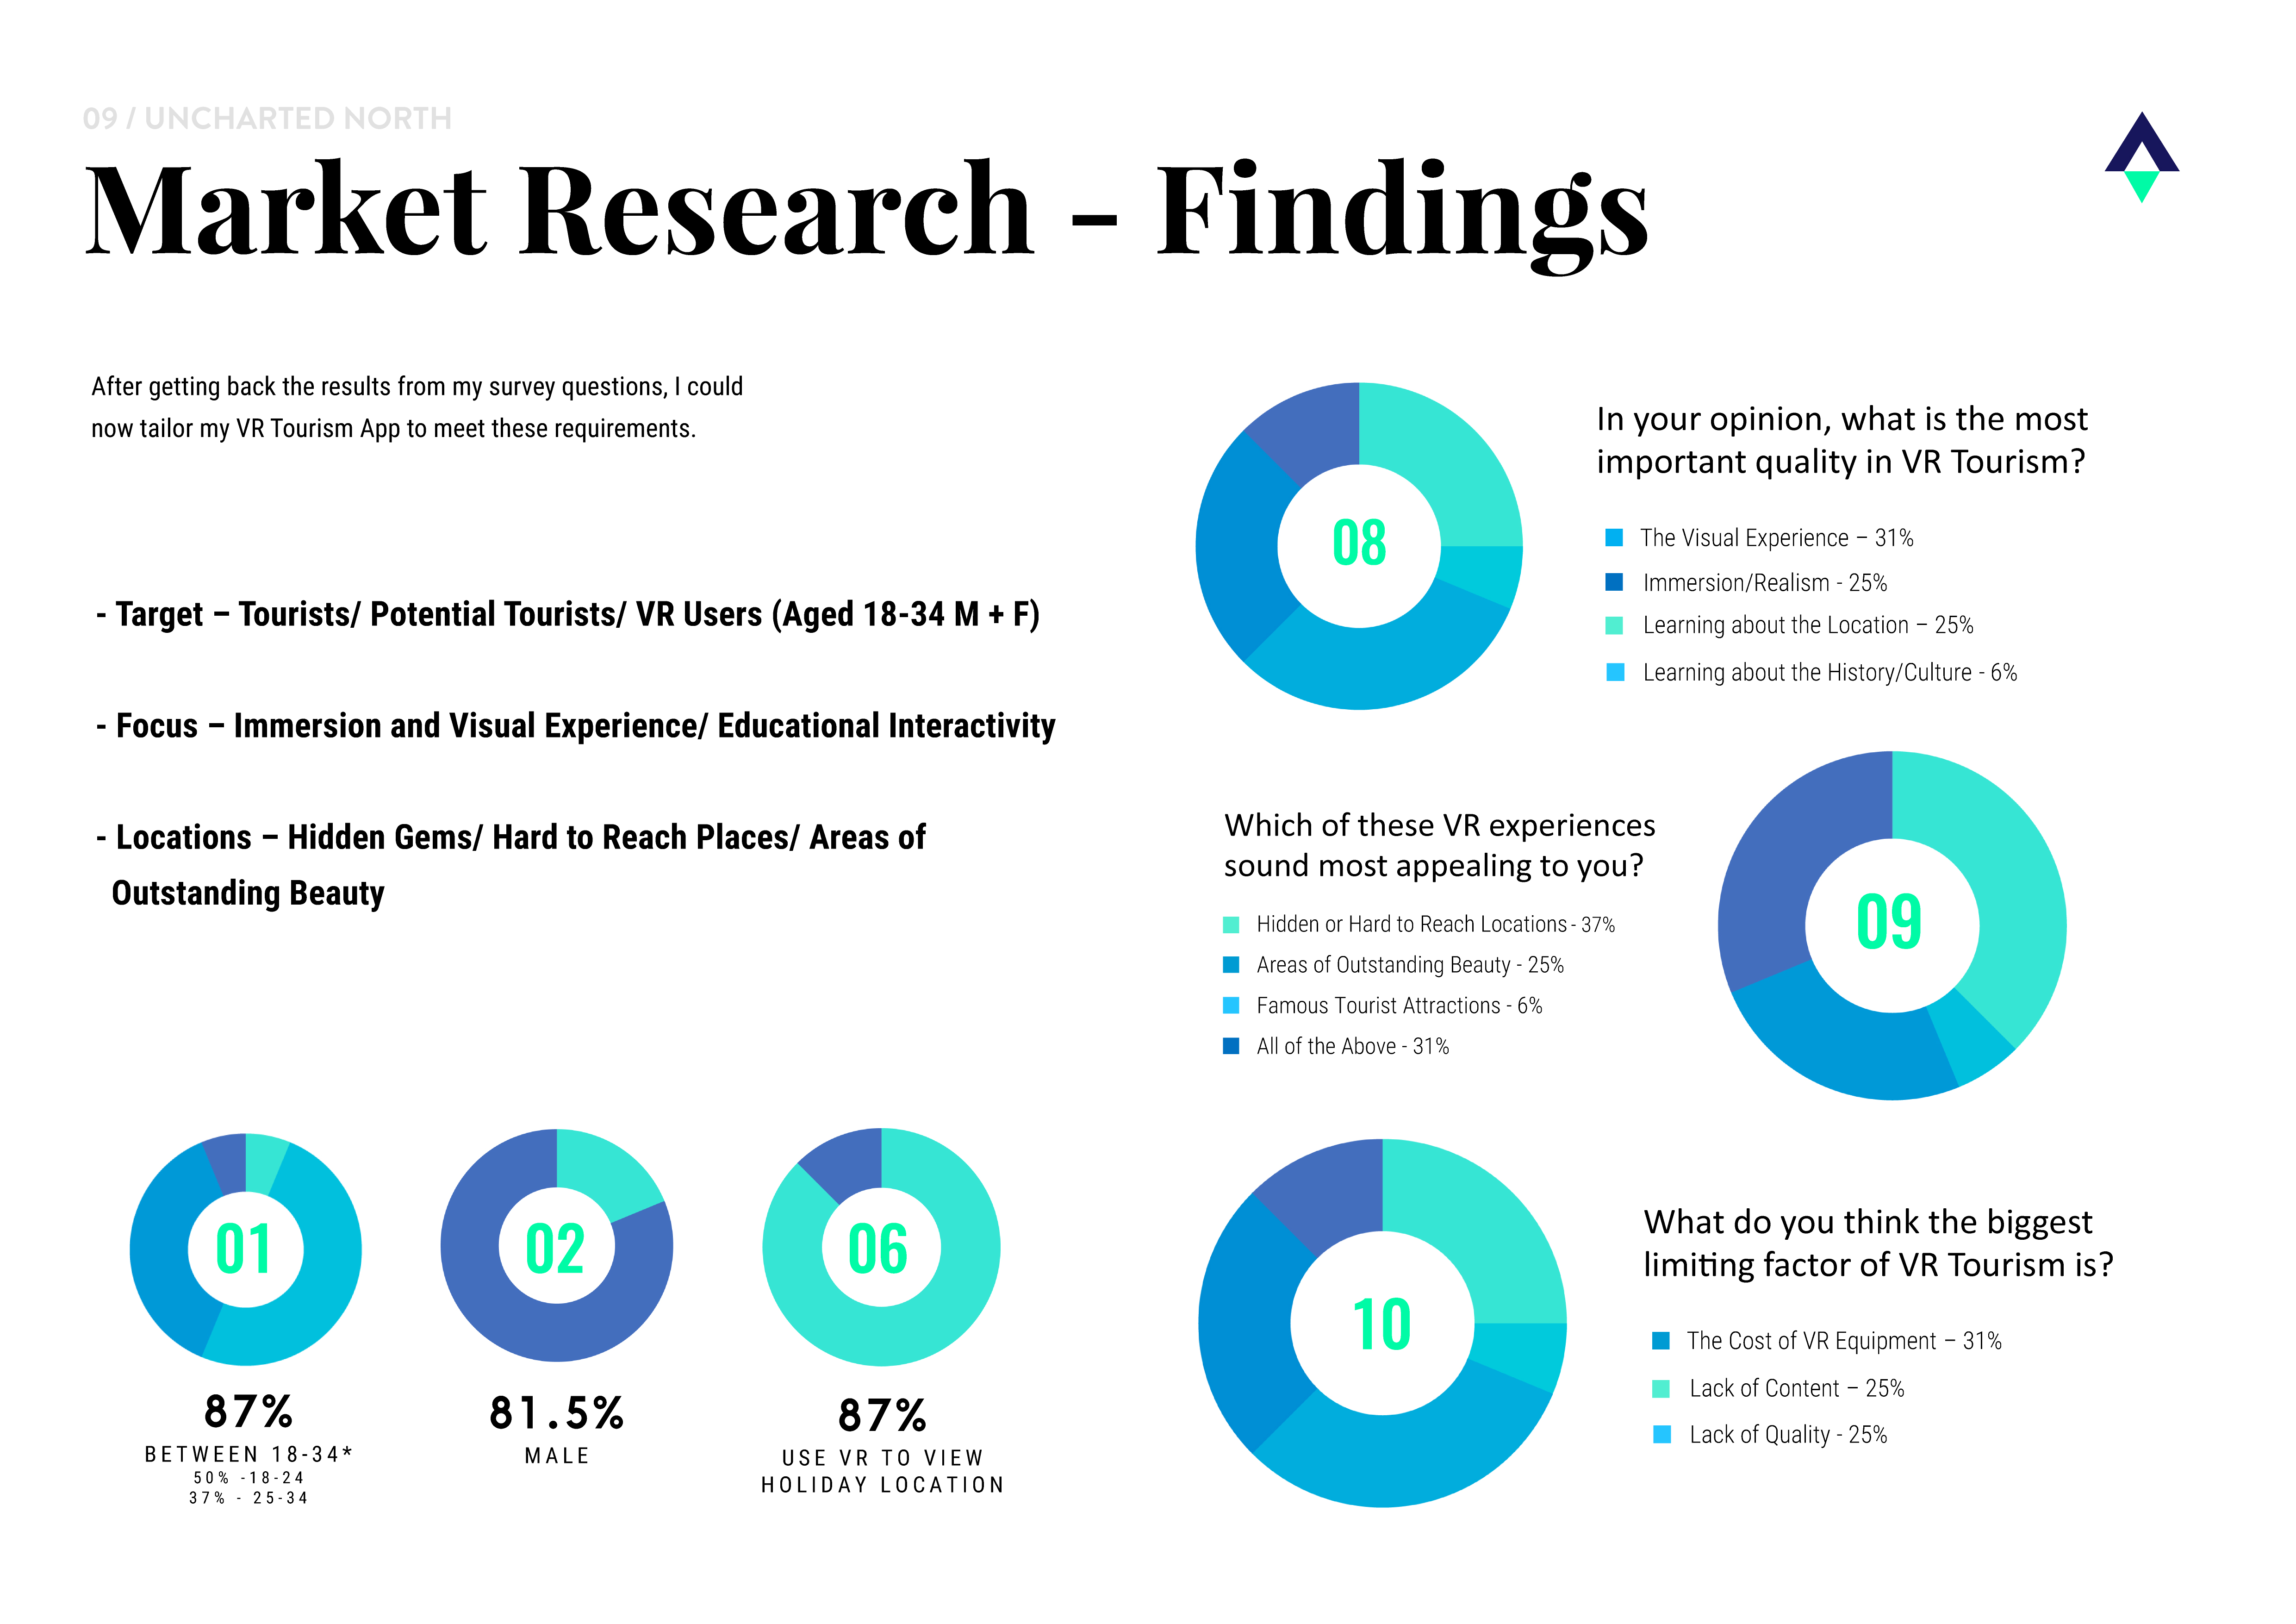 09 / UNCHARTED NORTH
Market Research – Findings
After getting back the results from my survey questions, I could
now tailor my VR Tourism App to meet these requirements.
- Target – Tourists/ Potential Tourists/ VR Users (Aged 18-34 M + F)
- Focus – Immersion and Visual Experience/ Educational Interactivity
- Locations – Hidden Gems/ Hard to Reach Places/ Areas of
Outstanding Beauty
01
87%
BETWEEN 18-34*
50% -18-24
37% - 25-34
02
81.5%
MALE
06
87%
USE VR TO VIEW
HOLIDAY LOCATION
08
In your opinion, what is the most
important quality in VR Tourism?
The Visual Experience – 31%
Immersion/Realism - 25%
Learning about the Location – 25%
Learning about the History/Culture - 6%
Which of these VR experiences
sound most appealing to you?
Hidden or Hard to Reach Locations - 37%
Areas of Outstanding Beauty - 25%
Famous Tourist Attractions - 6%
All of the Above - 31%
09
10
What do you think the biggest
limiting factor of VR Tourism is?
The Cost of VR Equipment – 31%
Lack of Content – 25%
Lack of Quality - 25%